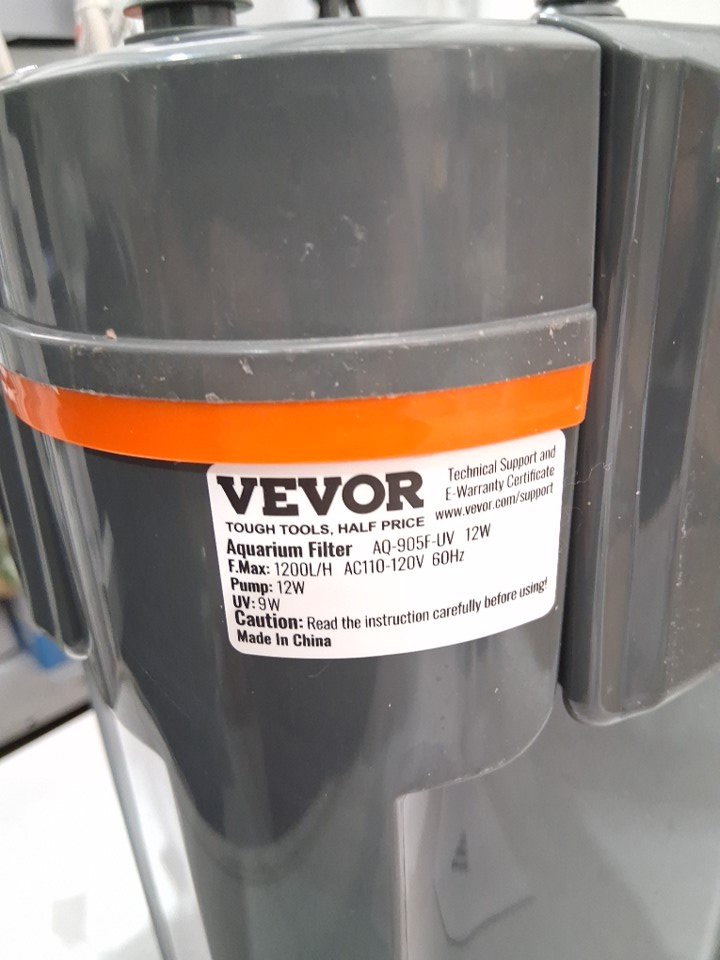 VEVOR
TOUGH TOOLS, HALF PRICE
Technical Support and
E-Warranty Certificate
www.vevor.com/support
Aquarium Filter AQ-905F-UV 12W
F.Max: 1200L/H AC110-120V 60Hz
Pump: 12W
UV: 9W
Caution: Read the instruction carefully before using!
Made In China